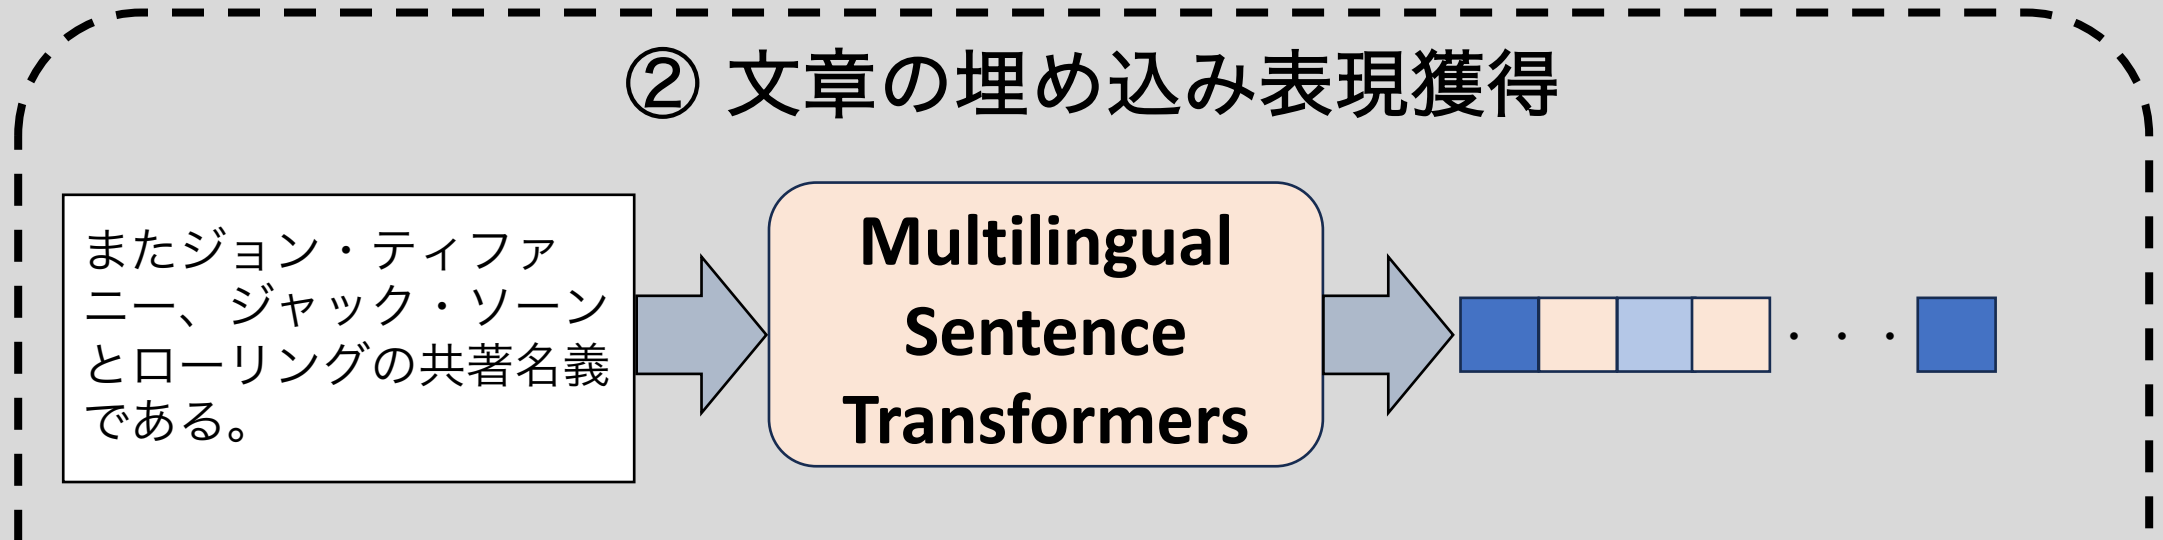 ② 文章の埋め込み表現獲得
またジョン・ティファ
ニー、ジャック・ソーン
とローリングの共著名義
である。
Multilingual
Sentence
Transformers
・・・